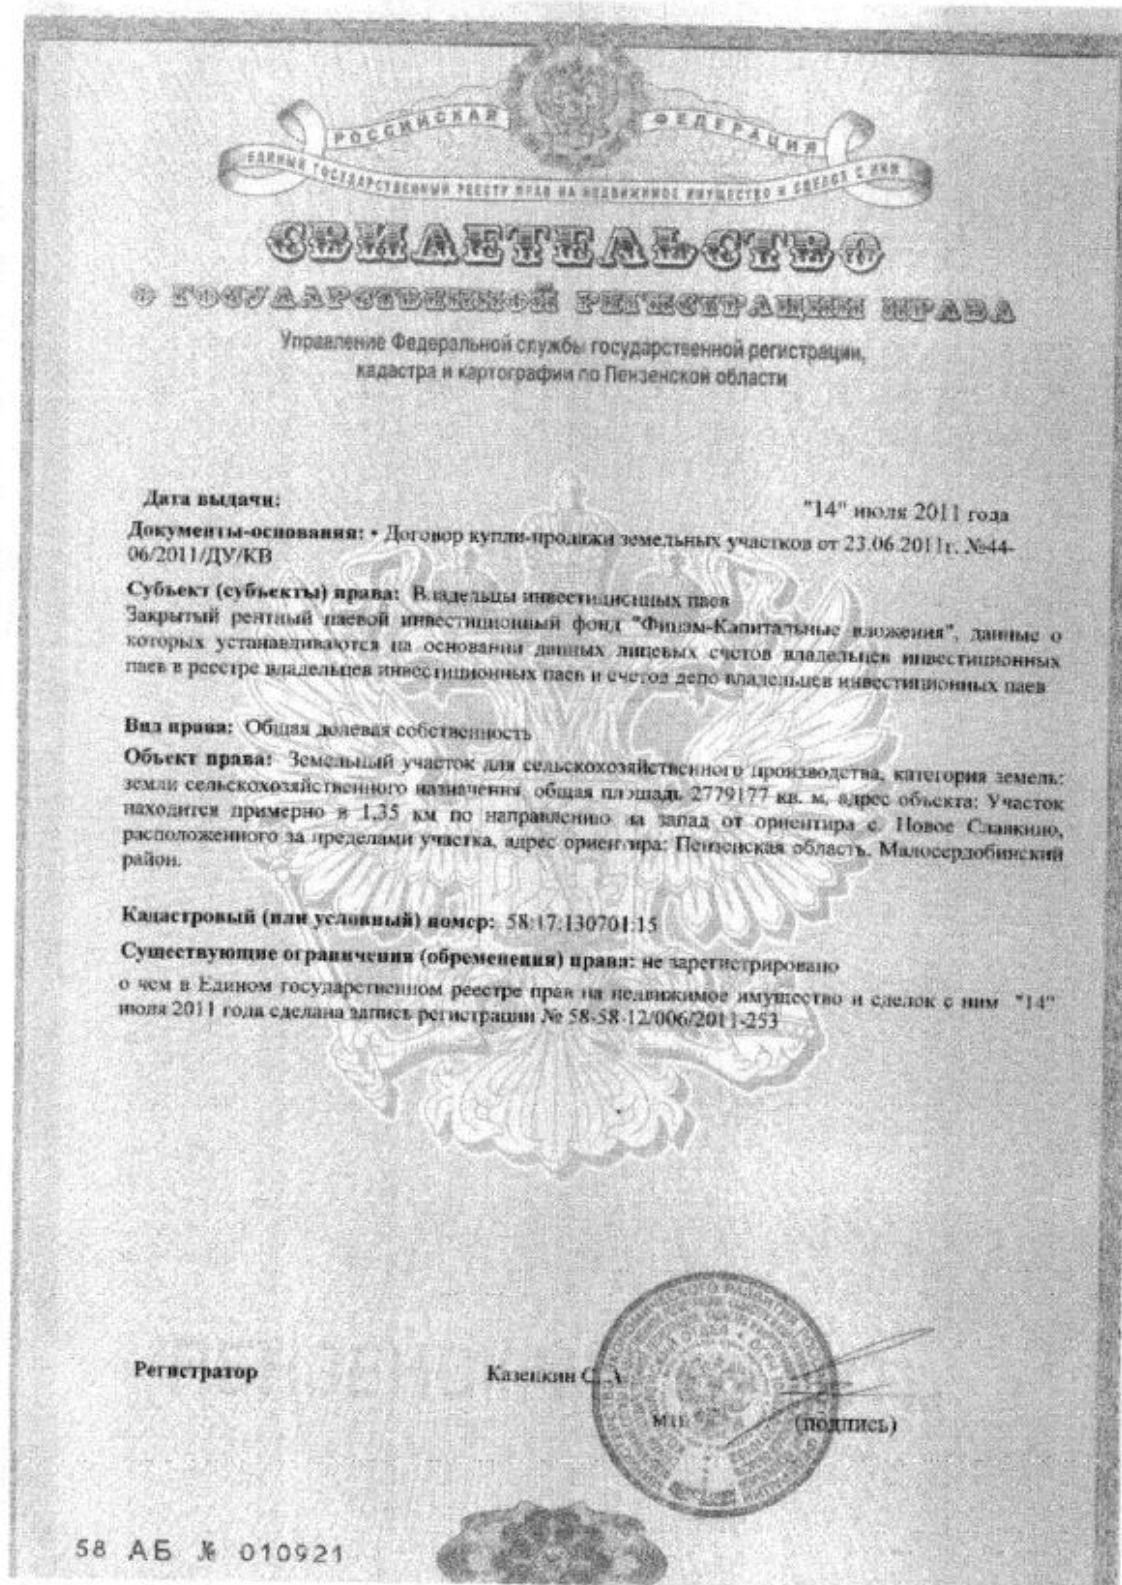 РОССИЙСКАЯ ФЕДЕРАЦИЯ
ЕДИНЫЙ ГОСУДАРСТВЕННЫЙ РЕЕСТР ПРАВ НА НЕДВИЖИМОЕ ИМУЩЕСТВО И СДЕЛОК С НИМ
СВИДЕТЕЛЬСТВО
О ГОСУДАРСТВЕННОЙ РЕГИСТРАЦИИ ПРАВА
Управление Федеральной службы государственной регистрации,
кадастра и картографии по Пензенской области
Дата выдачи: "14" июля 2011 года
Документы-основания: • Договор купли-продажи земельных участков от 23.06.2011г. №44-
06/2011/ДУ/КВ
Субъект (субъекты) права: Владельцы инвестиционных паев
Закрытый рентный паевой инвестиционный фонд "Финам-Капитальные вложения", данные о
которых устанавливаются на основании данных лицевых счетов владельцев инвестиционных
паев в реестре владельцев инвестиционных паев и счетов депо владельцев инвестиционных паев
Вид права: Общая долевая собственность
Объект права: Земельный участок для сельскохозяйственного производства, категория земель:
земли сельскохозяйственного назначения, общая площадь 2779177 кв. м, адрес объекта: Участок
находится примерно в 1,35 км по направлению на запад от ориентира с. Новое Славкино,
расположенного за пределами участка, адрес ориентира: Пензенская область, Малосердобинский
район.
Кадастровый (или условный) номер: 58:17:130701:15
Существующие ограничения (обременения) права: не зарегистрировано
о чем в Едином государственном реестре прав на недвижимое имущество и сделок с ним "14"
июля 2011 года сделана запись регистрации № 58-58-12/006/2011-253
Регистратор Казенкин С. А.
М.П. (подпись)
58 АБ № 010921